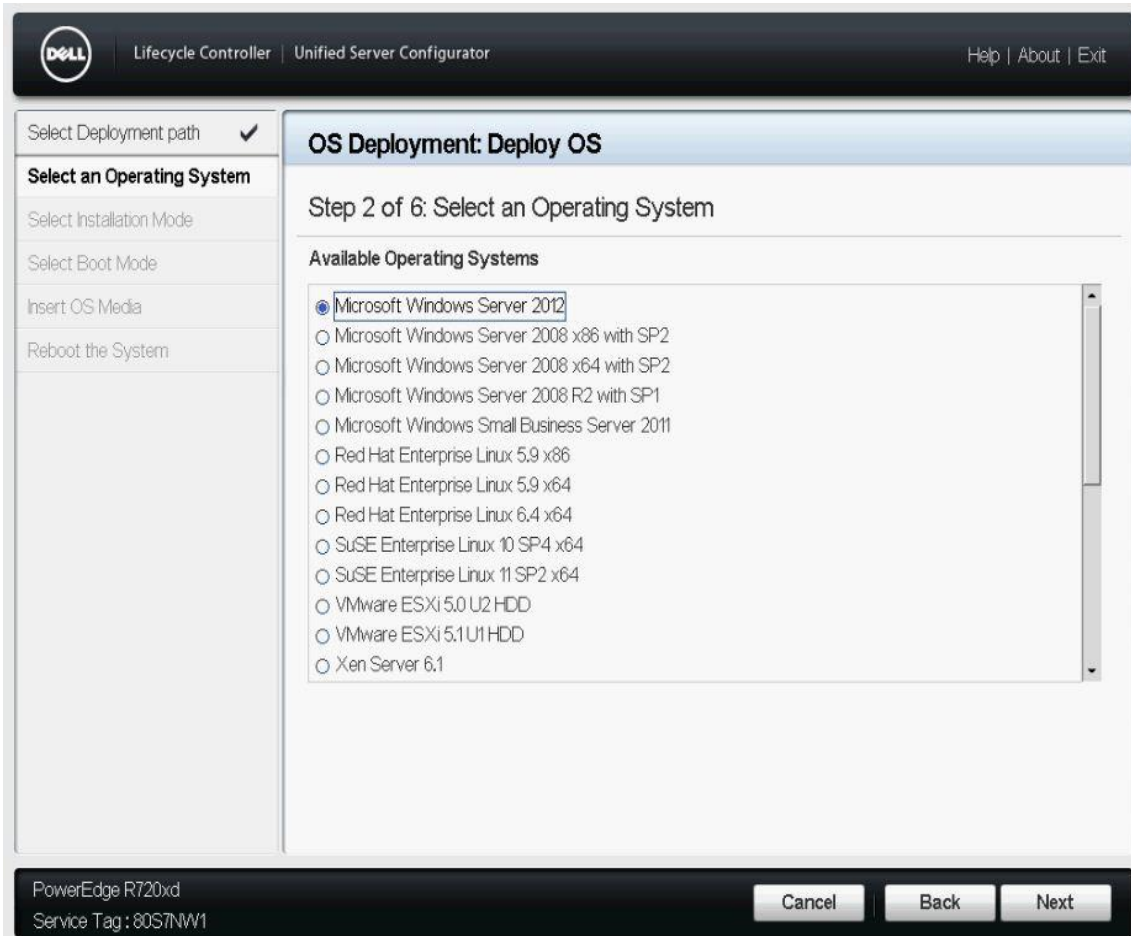 DELL
Lifecycle Controller | Unified Server Configurator
Help | About | Exit
Select Deployment path
Select an Operating System
Select Installation Mode
Select Boot Mode
Insert OS Media
Reboot the System
OS Deployment: Deploy OS
Step 2 of 6: Select an Operating System
Available Operating Systems
Microsoft Windows Server 2012
Microsoft Windows Server 2008 x86 with SP2
Microsoft Windows Server 2008 x64 with SP2
Microsoft Windows Server 2008 R2 with SP1
Microsoft Windows Small Business Server 2011
Red Hat Enterprise Linux 5.9 x86
Red Hat Enterprise Linux 5.9 x64
Red Hat Enterprise Linux 6.4 x64
SuSE Enterprise Linux 10 SP4 x64
SuSE Enterprise Linux 11 SP2 x64
VMware ESXi 5.0 U2 HDD
VMware ESXi 5.1 U1 HDD
Xen Server 6.1
PowerEdge R720xd
Service Tag : 80S7NW1
Cancel
Back
Next